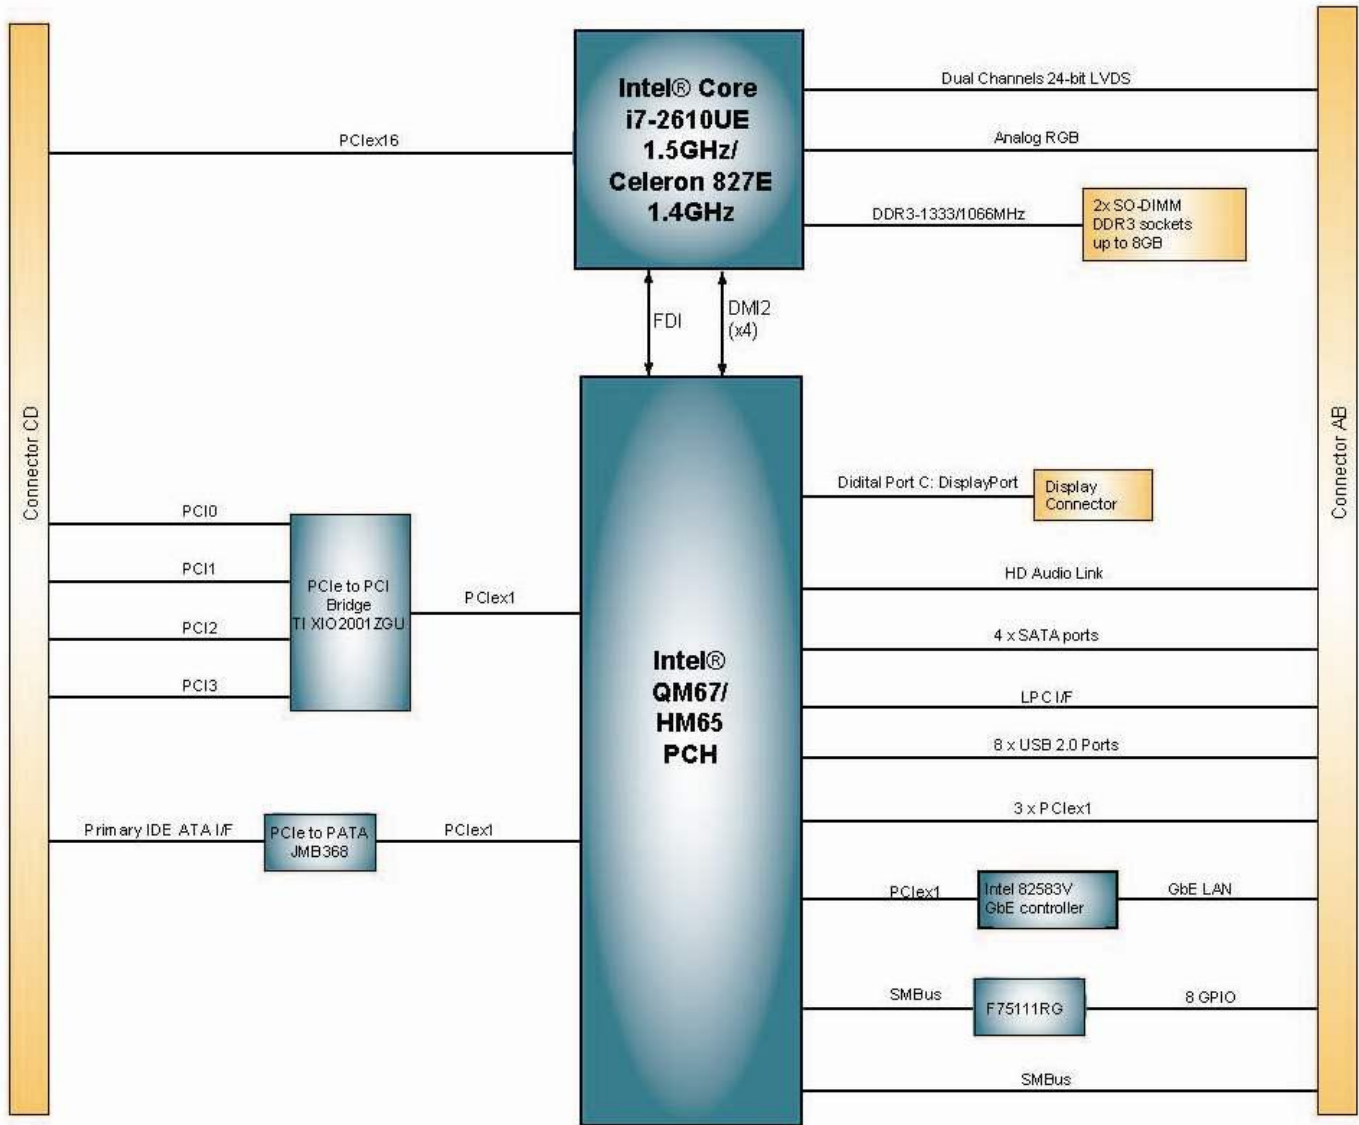 Intel® Core
i7-2610UE
1.5GHz/
Celeron 827E
1.4GHz
Dual Channels 24-bit LVDS
PCIex16
Analog RGB
DDR3-1333/1066MHz
2x SO-DIMM
DDR3 sockets
up to 8GB
FDI
DMI2
(x4)
Connector CD
Connector AB
Didital Port C: DisplayPort
Display
Connector
PCI0
PCI1
PCI2
PCI3
PCIe to PCI
Bridge
TI XIO2001ZGU
PCIex1
HD Audio Link
4 x SATA ports
Intel®
QM67/
HM65
PCH
LPC I/F
8 x USB 2.0 Ports
3 x PCIex1
Primary IDE ATA I/F
PCIe to PATA
JMB368
PCIex1
PCIex1
Intel 82583V
GbE controller
GbE LAN
SMBus
F75111RG
8 GPIO
SMBus